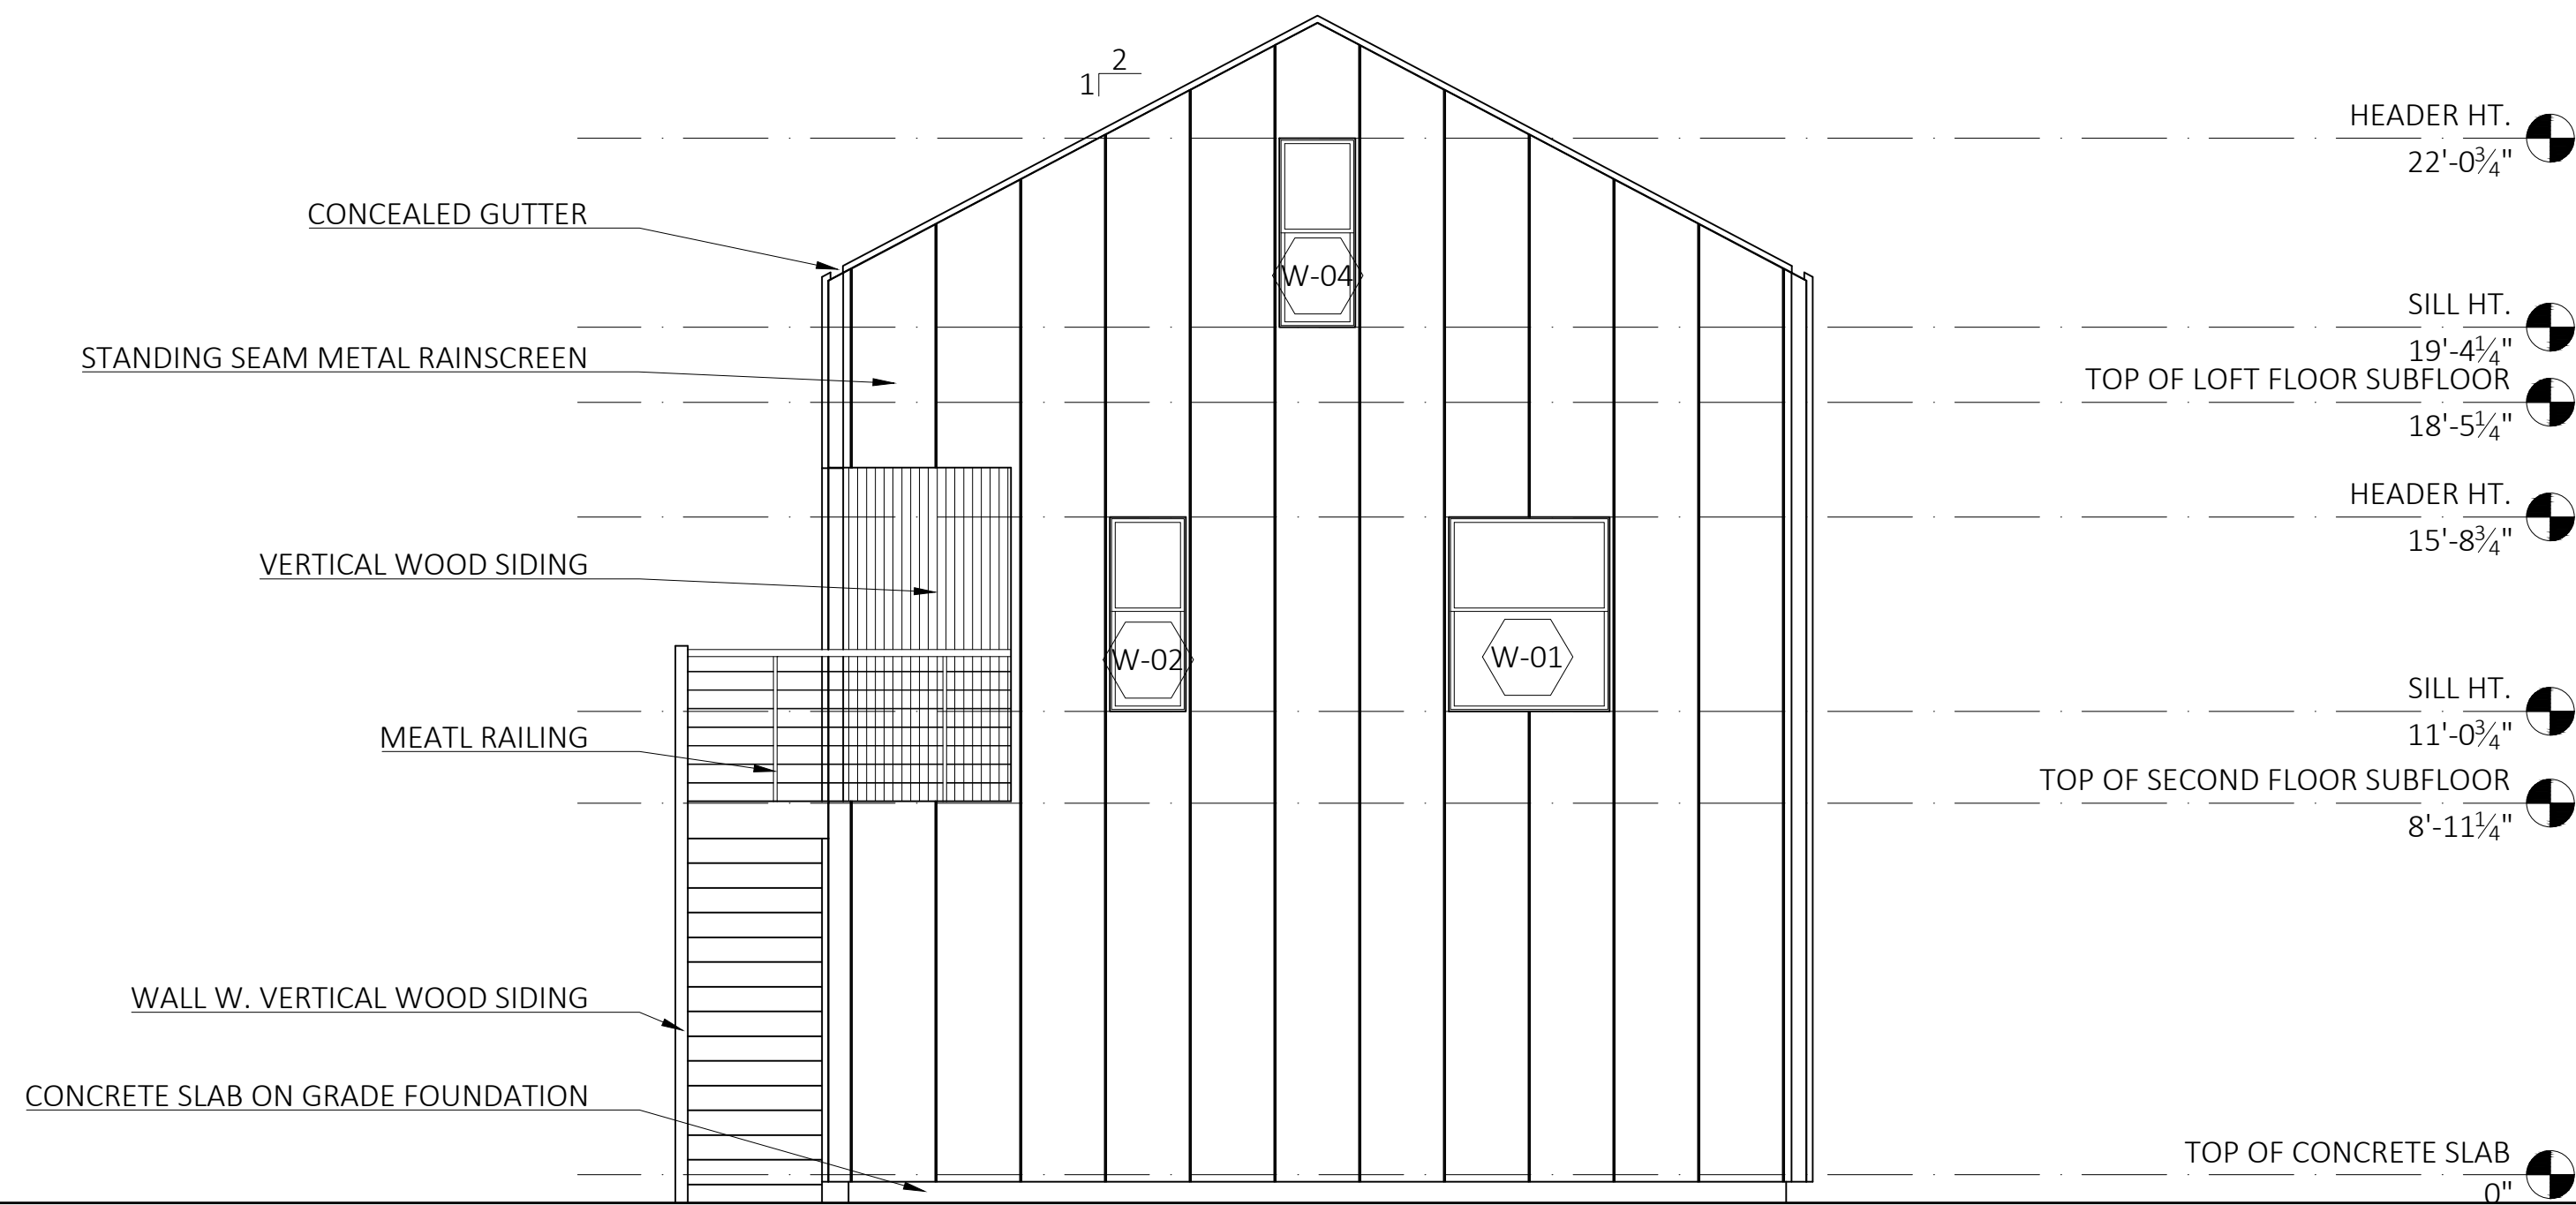 2
1
HEADER HT.
22'-0¾"
CONCEALED GUTTER
W-04
SILL HT.
19'-4¼"
STANDING SEAM METAL RAINSCREEN
TOP OF LOFT FLOOR SUBFLOOR
18'-5¼"
HEADER HT.
15'-8¾"
VERTICAL WOOD SIDING
W-02
W-01
SILL HT.
11'-0¾"
MEATL RAILING
TOP OF SECOND FLOOR SUBFLOOR
8'-11¼"
WALL W. VERTICAL WOOD SIDING
CONCRETE SLAB ON GRADE FOUNDATION
TOP OF CONCRETE SLAB
0"